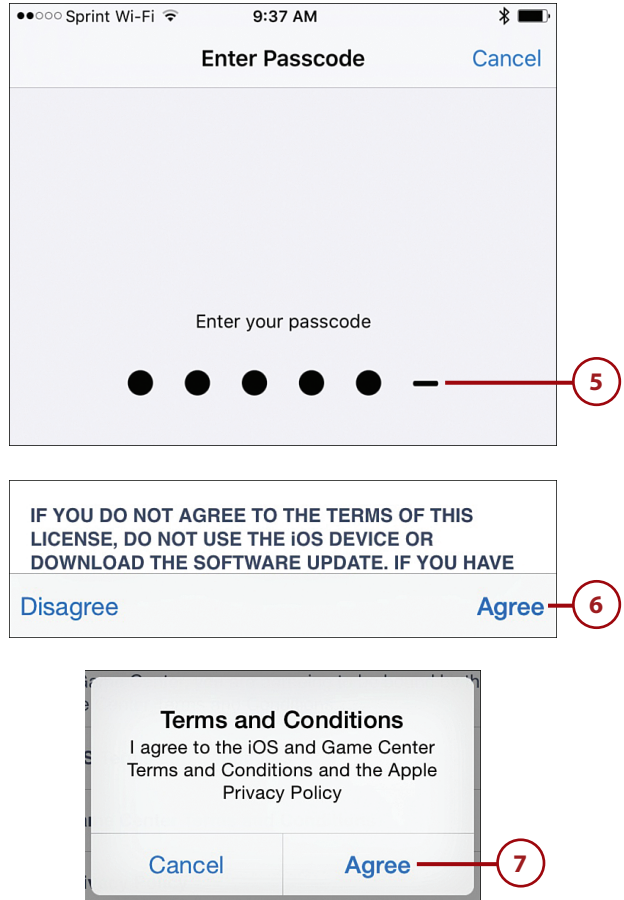 Sprint Wi-Fi 9:37 AM
Enter Passcode Cancel
Enter your passcode
5
IF YOU DO NOT AGREE TO THE TERMS OF THIS
LICENSE, DO NOT USE THE iOS DEVICE OR
DOWNLOAD THE SOFTWARE UPDATE. IF YOU HAVE
Disagree Agree
6
Terms and Conditions
I agree to the iOS and Game Center
Terms and Conditions and the Apple
Privacy Policy
Cancel Agree
7